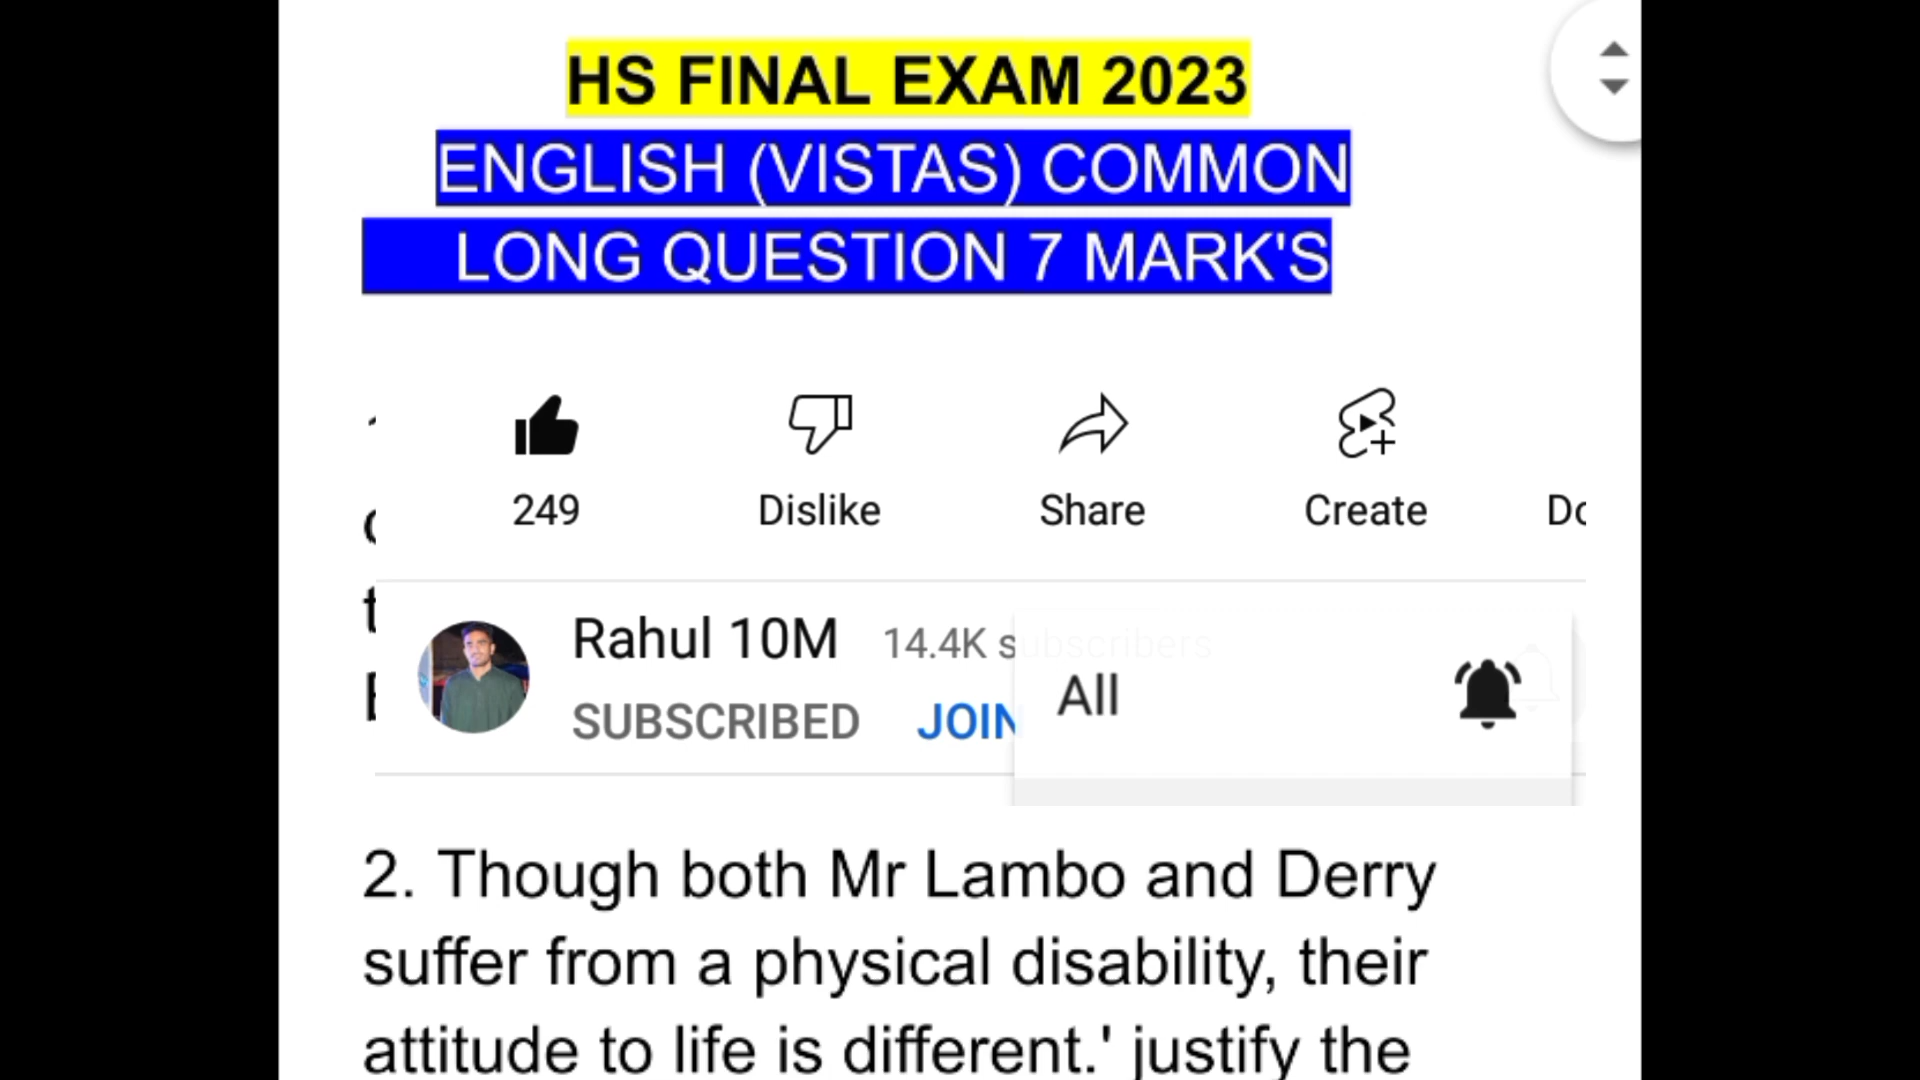 HS FINAL EXAM 2023
ENGLISH (VISTAS) COMMON
LONG QUESTION 7 MARK'S
249
Dislike
Share
Create
Rahul 10M 14.4K subscribers
SUBSCRIBED JOIN
All
2. Though both Mr Lambo and Derry
suffer from a physical disability, their
attitude to life is different.' justify the